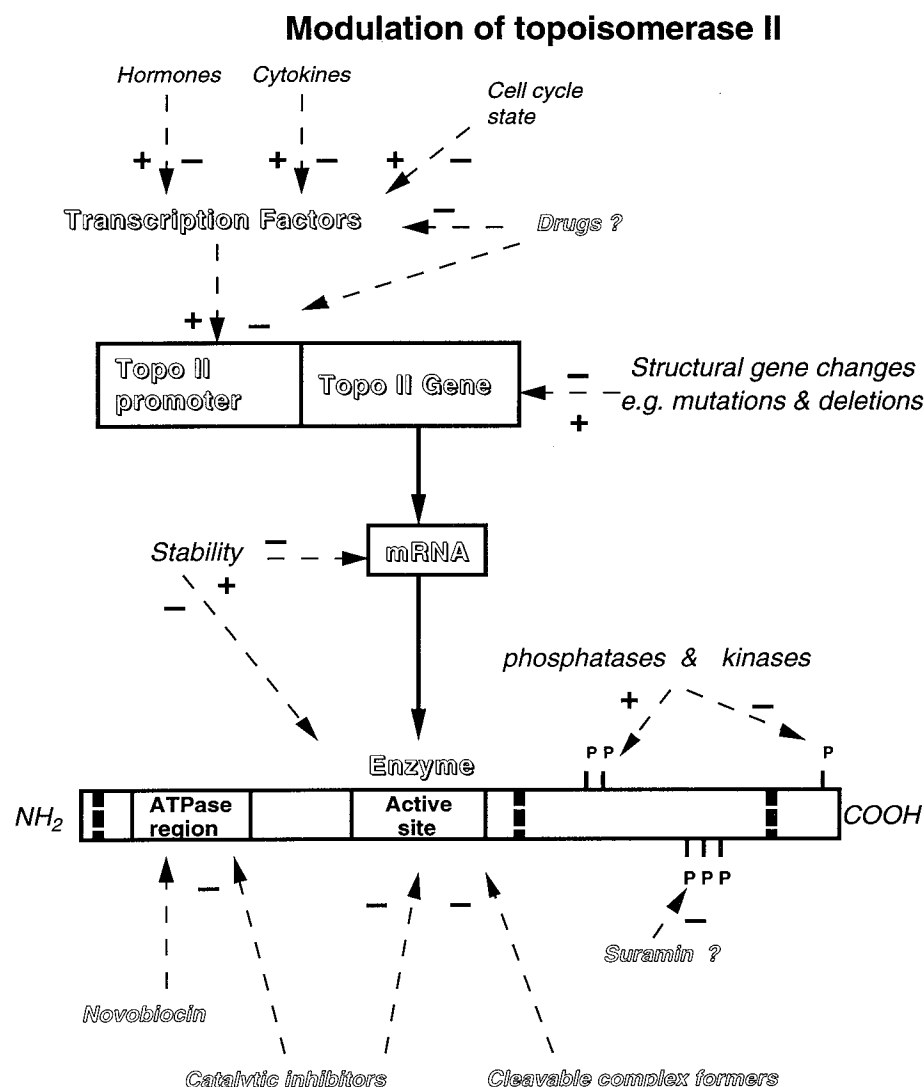 Modulation of topoisomerase II
Hormones Cytokines
Cell cycle
state
+ − + − + −
Transcription Factors − Drugs ?
+ −
Topo II
promoter
Topo II Gene
− Structural gene changes
e.g. mutations & deletions
+
Stability −
+
−
mRNA
phosphatases & kinases
+ −
P P P
Enzyme
NH2 ATPase
region
Active
site
COOH
P P P
− − − −
Suramin ?
Novobiocin
Catalytic inhibitors Cleavable complex formers